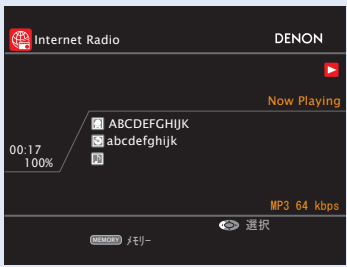 Internet Radio
DENON
Now Playing
ABCDEFGHIJK
abcdefghijk
00:17
100%
MP3 64 kbps
選択
MEMORY メモリー